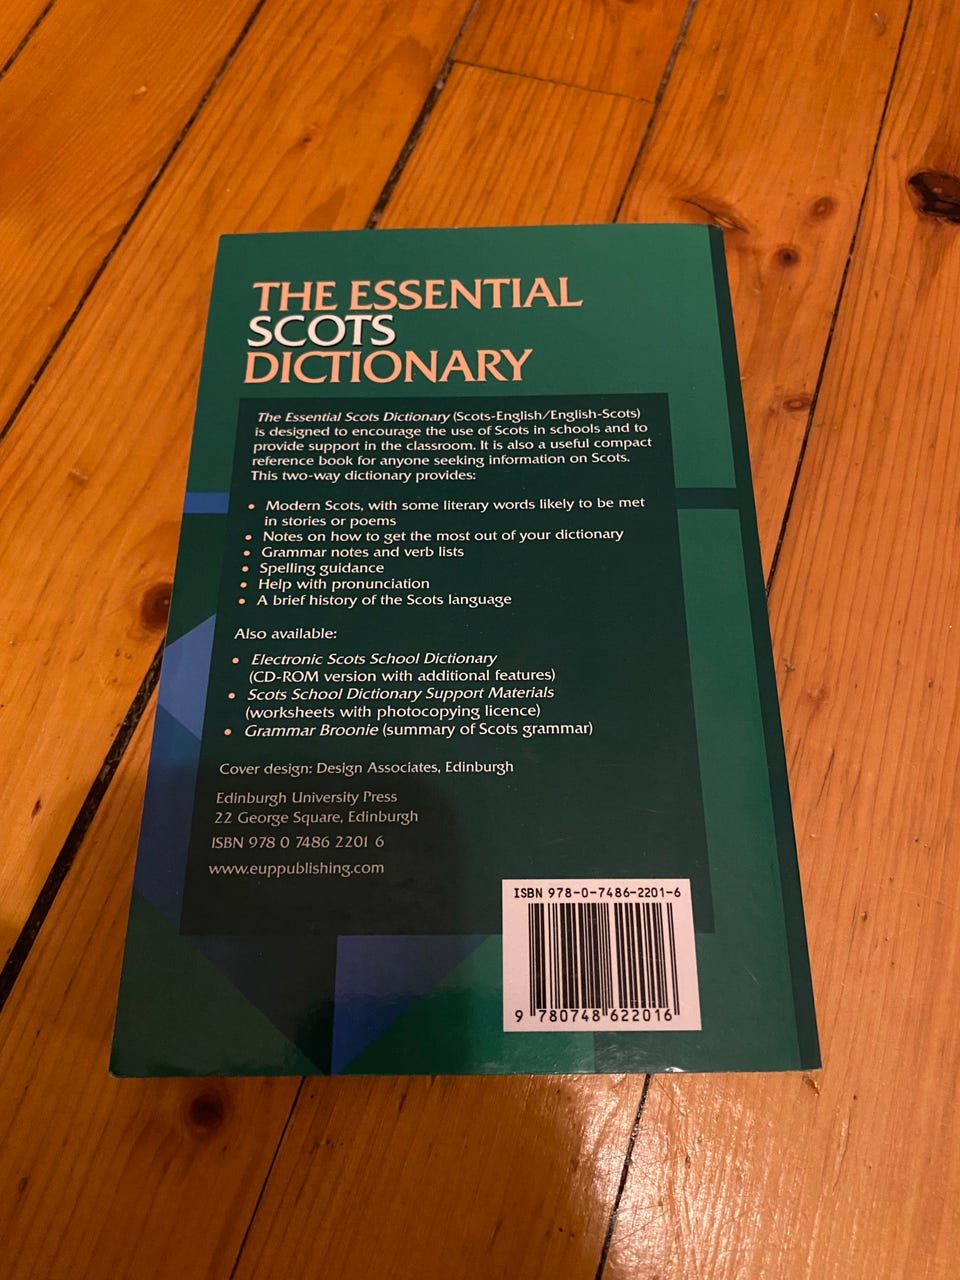 THE ESSENTIAL
SCOTS
DICTIONARY
The Essential Scots Dictionary (Scots-English/English-Scots)
is designed to encourage the use of Scots in schools and to
provide support in the classroom. It is also a useful compact
reference book for anyone seeking information on Scots.
This two-way dictionary provides:
• Modern Scots, with some literary words likely to be met
in stories or poems
• Notes on how to get the most out of your dictionary
• Grammar notes and verb lists
• Spelling guidance
• Help with pronunciation
• A brief history of the Scots language
Also available:
• Electronic Scots School Dictionary
(CD-ROM version with additional features)
• Scots School Dictionary Support Materials
(worksheets with photocopying licence)
• Grammar Broonie (summary of Scots grammar)
Cover design: Design Associates, Edinburgh
Edinburgh University Press
22 George Square, Edinburgh
ISBN 978 0 7486 2201 6
www.euppublishing.com
ISBN 978-0-7486-2201-6
9 780748 622016